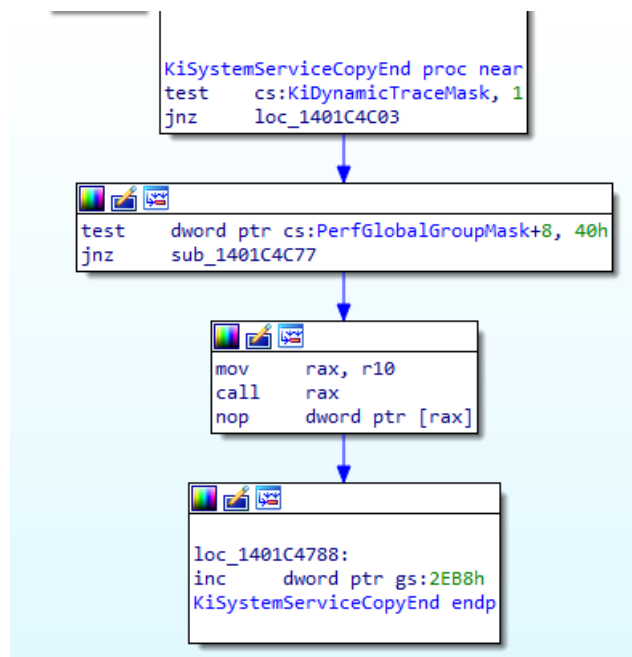 KiSystemServiceCopyEnd proc near
test cs:KiDynamicTraceMask, 1
jnz loc_1401C4C03
test dword ptr cs:PerfGlobalGroupMask+8, 40h
jnz sub_1401C4C77
mov rax, r10
call rax
nop dword ptr [rax]
loc_1401C4788:
inc dword ptr gs:2EB8h
KiSystemServiceCopyEnd endp